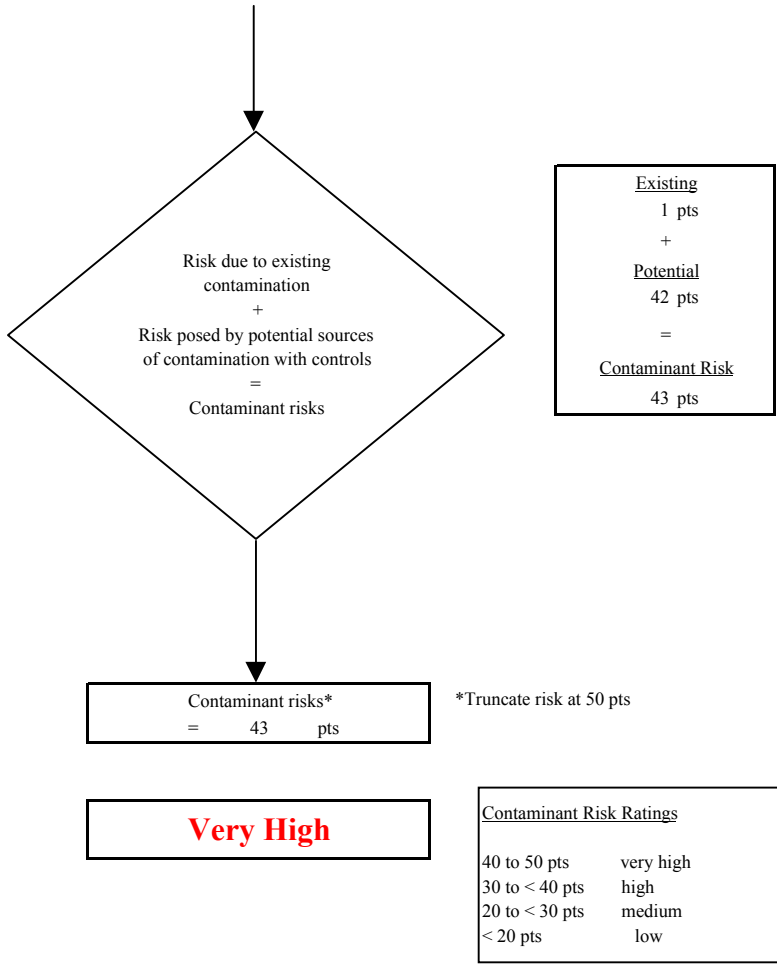 Risk due to existing
contamination
+
Risk posed by potential sources
of contamination with controls
=
Contaminant risks
Existing
1 pts
+
Potential
42 pts
=
Contaminant Risk
43 pts
Contaminant risks*
= 43 pts
*Truncate risk at 50 pts
Very High
Contaminant Risk Ratings
40 to 50 pts very high
30 to < 40 pts high
20 to < 30 pts medium
< 20 pts low